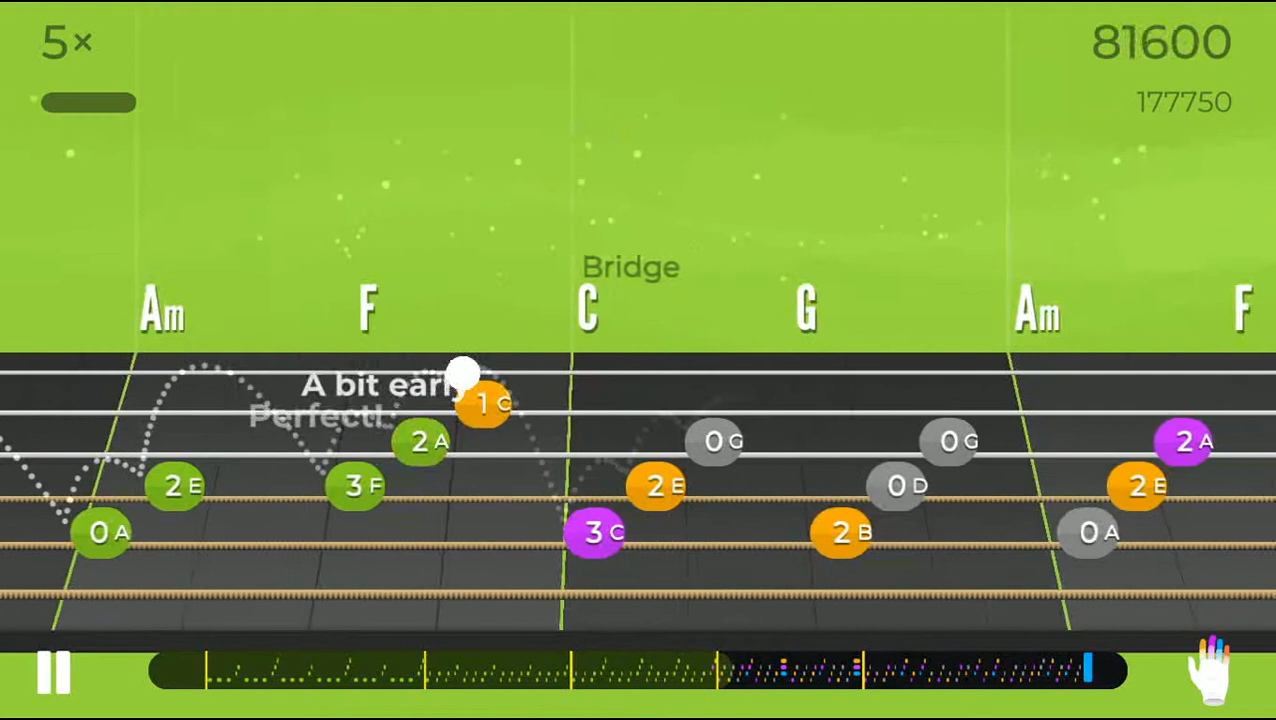 5×
81600
177750
Bridge
Am F C G Am F
A bit early
Perfect!
1 C
2 A 0 G 0 G 2 A
2 E 3 F 2 E 0 D 2 E
0 A 3 C 2 B 0 A